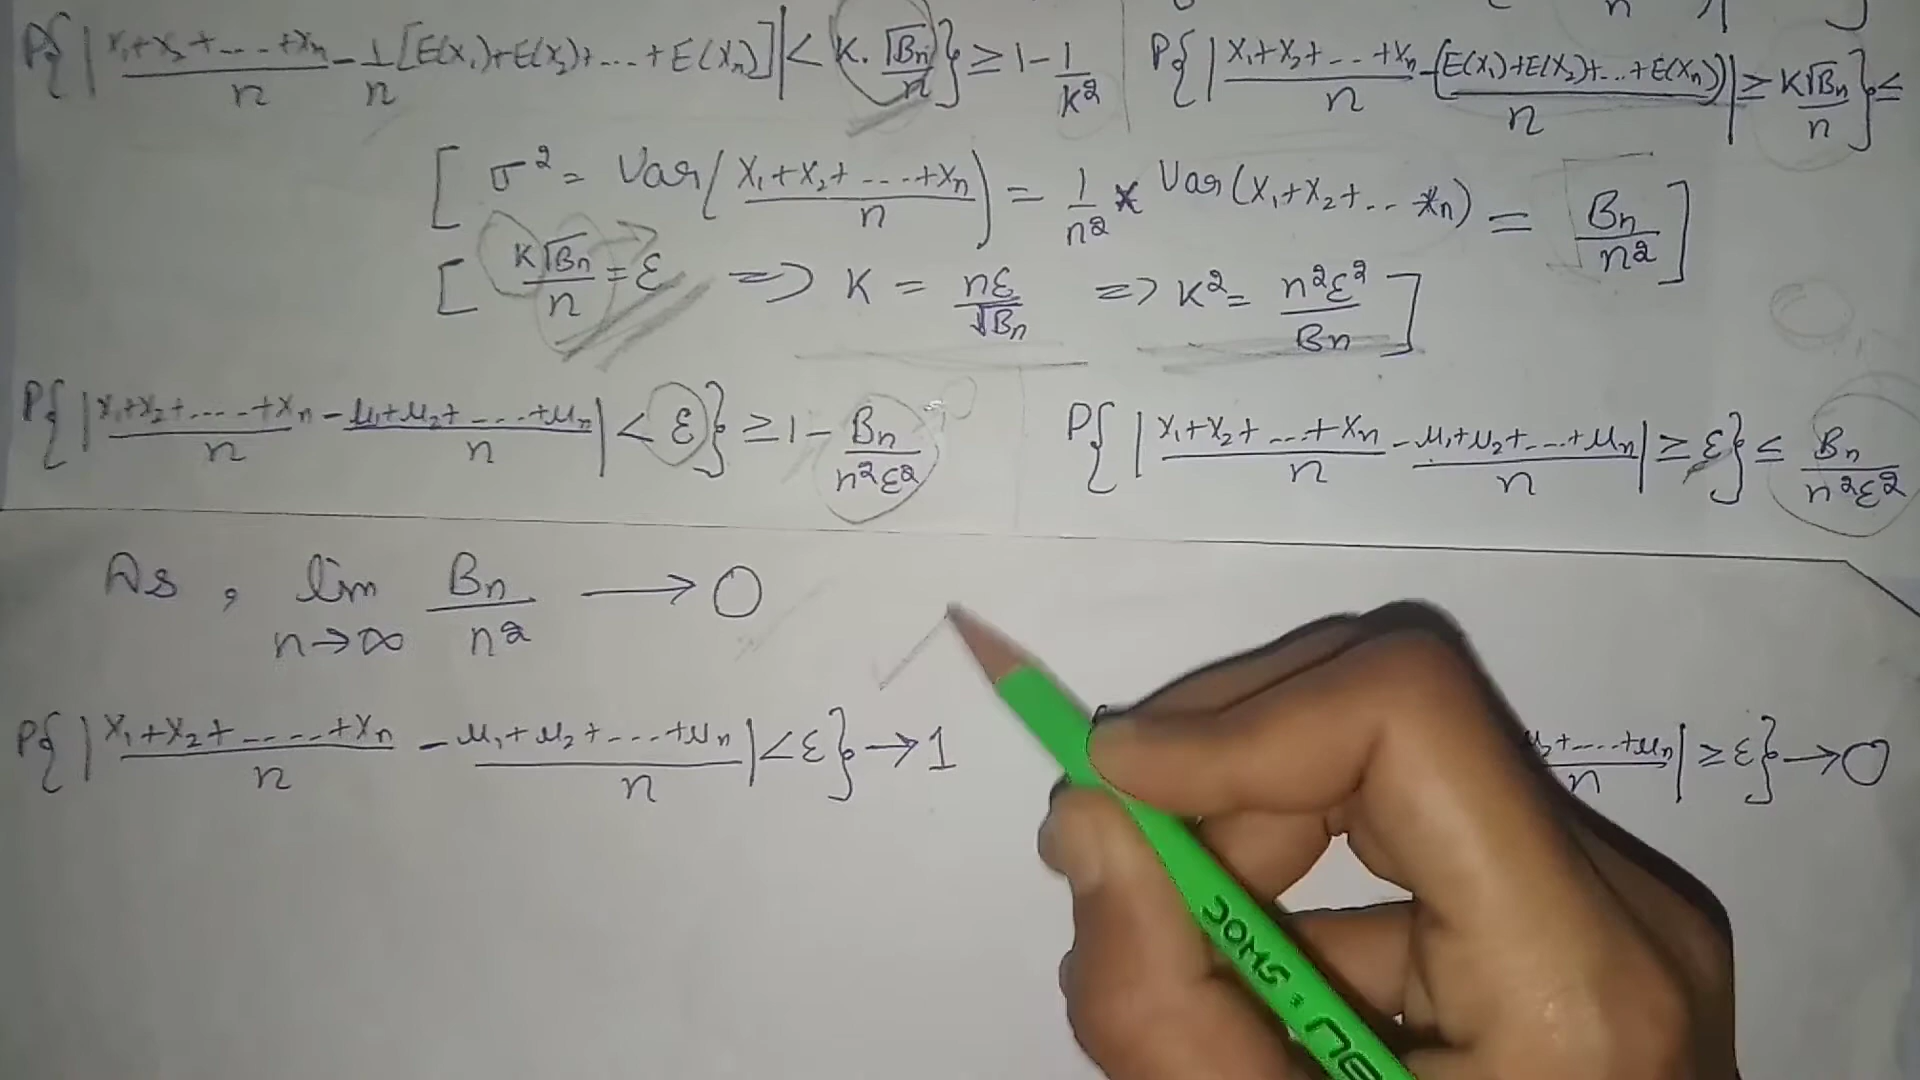 P{|X₁+X₂+....+Xₙ/n - 1/n[E(X₁)+E(X₂)+...+E(Xₙ)]| < K.√Bₙ/n} ≥ 1 - 1/K²
P{|X₁+X₂+...+Xₙ/n - (E(X₁)+E(X₂)+...+E(Xₙ))/n| ≥ K√Bₙ/n} ≤
[σ² = Var(X₁+X₂+....+Xₙ/n) = 1/n² * Var(X₁+X₂+... Xₙ) = Bₙ/n²]
[K√Bₙ/n = ε => K = nε/√Bₙ => K² = n²ε²/Bₙ]
P{|X₁+X₂+.....+Xₙ/n - μ₁+μ₂+....+μₙ/n| < ε} ≥ 1 - Bₙ/n²ε² → 0
P{|X₁+X₂+....+Xₙ/n - μ₁+μ₂+...+μₙ/n| ≥ ε} ≤ Bₙ/n²ε²
As, lim n→∞ Bₙ/n² → 0
P{|X₁+X₂+.....+Xₙ/n - μ₁+μ₂+...+μₙ/n| < ε} → 1
μ₂+....+μₙ/n| ≥ ε} → 0
DOMS